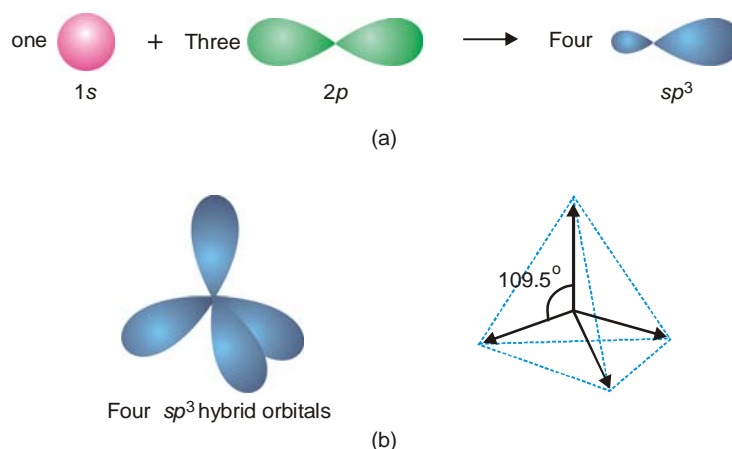 one + Three → Four
1s 2p sp³
(a)
109.5°
Four sp³ hybrid orbitals
(b)